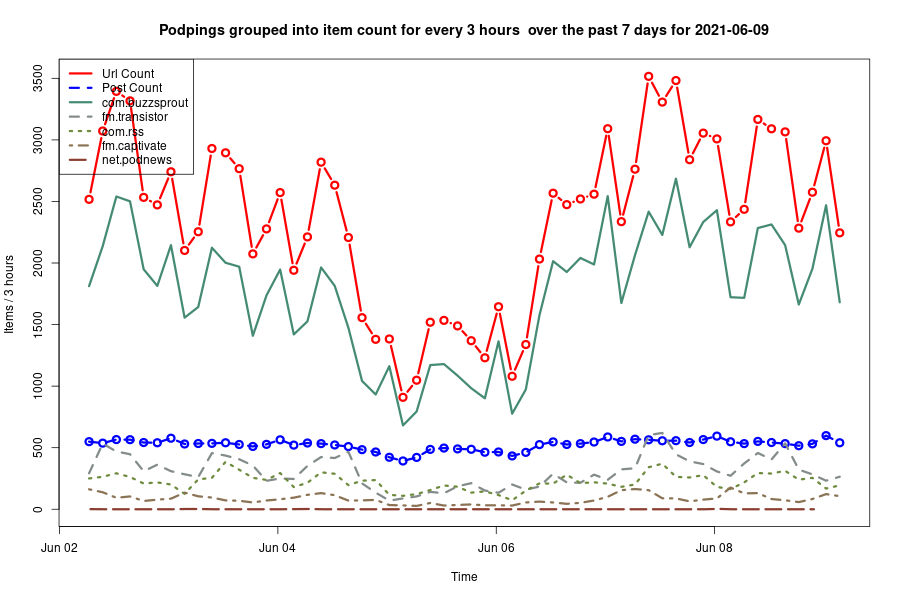 Podpings grouped into item count for every 3 hours  over the past 7 days for 2021-06-09
Url Count
Post Count
com.buzzsprout
fm.transistor
com.rss
fm.captivate
net.podnews
Items / 3 hours
3500
3000
2500
2000
1500
1000
500
0
Jun 02
Jun 04
Jun 06
Jun 08
Time